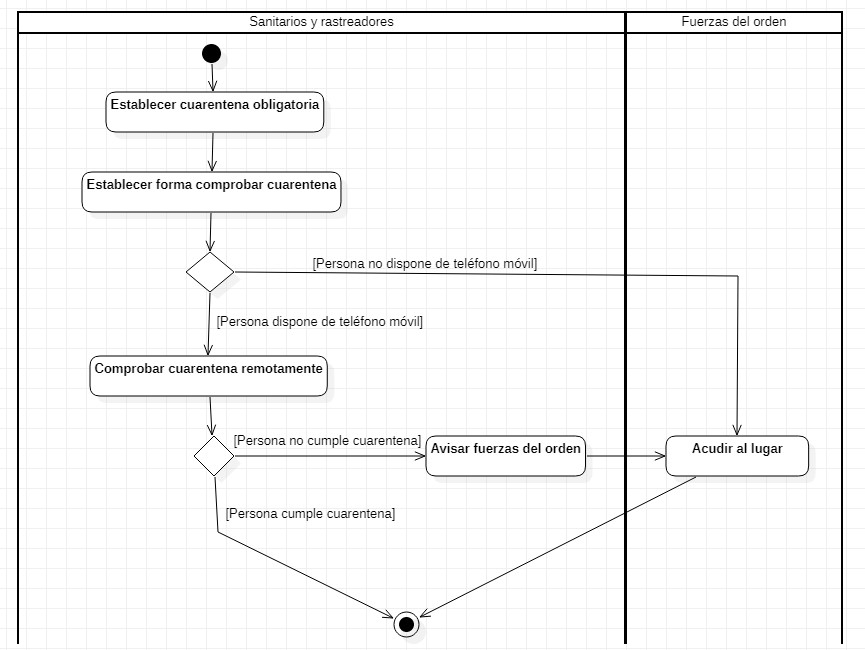 Sanitarios y rastreadores
Fuerzas del orden
Establecer cuarentena obligatoria
Establecer forma comprobar cuarentena
[Persona no dispone de teléfono móvil]
[Persona dispone de teléfono móvil]
Comprobar cuarentena remotamente
[Persona no cumple cuarentena]
Avisar fuerzas del orden
Acudir al lugar
[Persona cumple cuarentena]